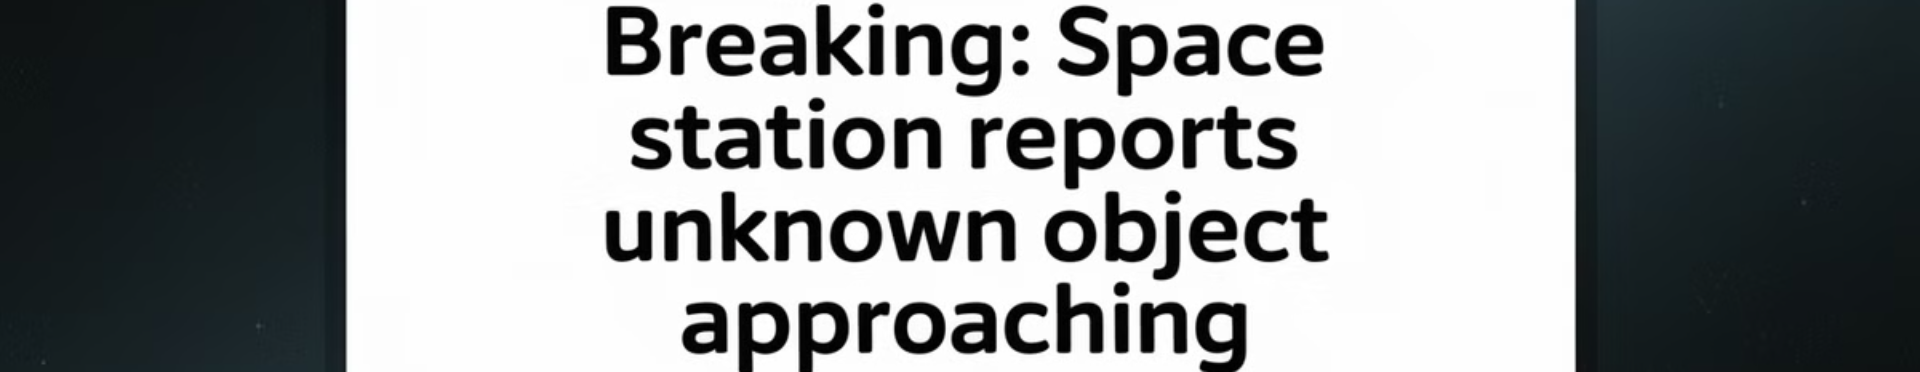 Breaking: Space
station reports
unknown object
approaching